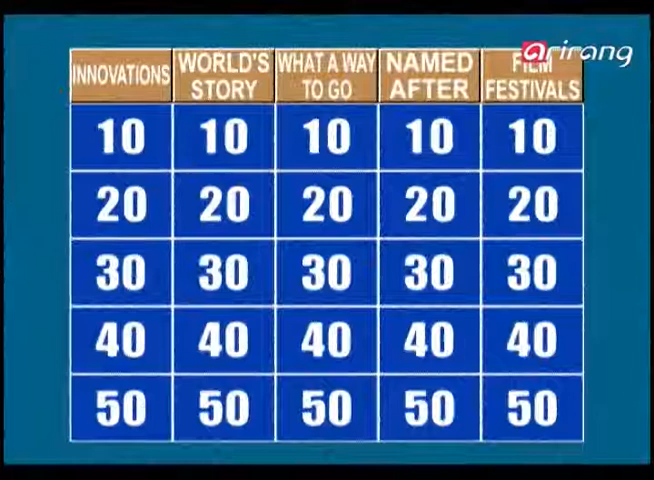 arirang
INNOVATIONS
WORLD'S
STORY
WHAT A WAY
TO GO
NAMED
AFTER
FILM
FESTIVALS
10 10 10 10 10
20 20 20 20 20
30 30 30 30 30
40 40 40 40 40
50 50 50 50 50